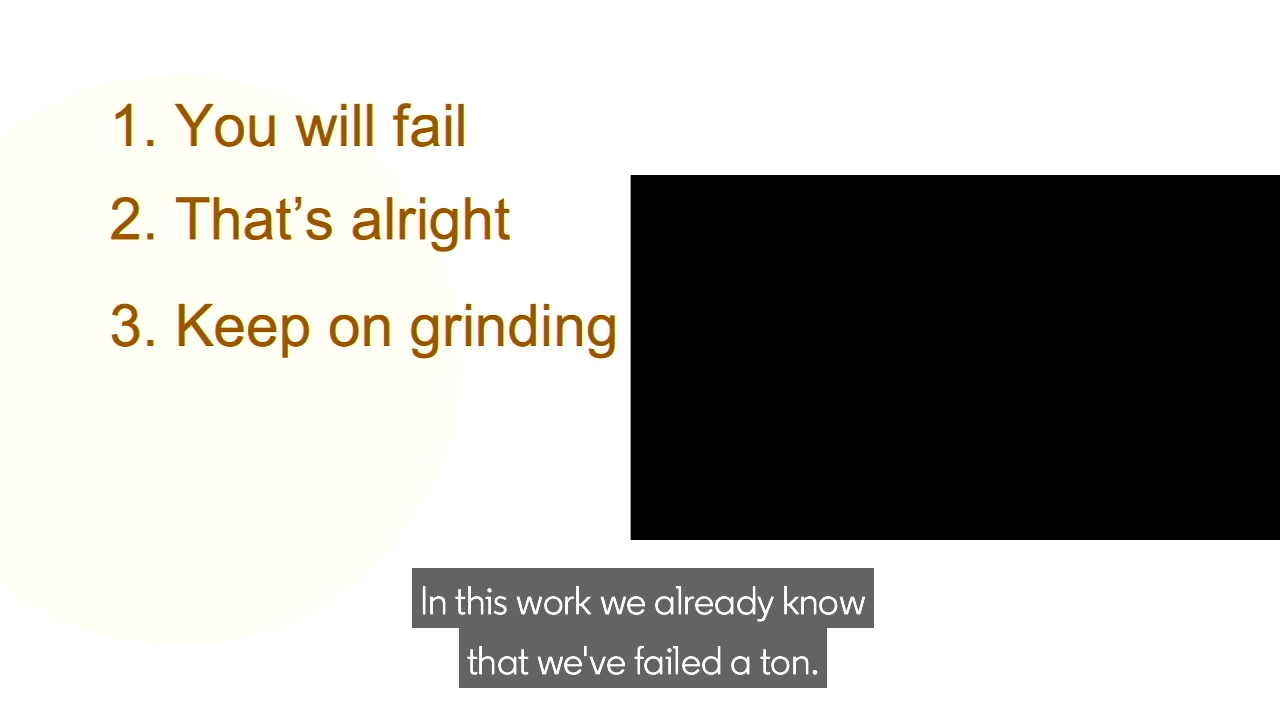 1. You will fail
2. That’s alright
3. Keep on grinding
In this work we already know
that we've failed a ton.